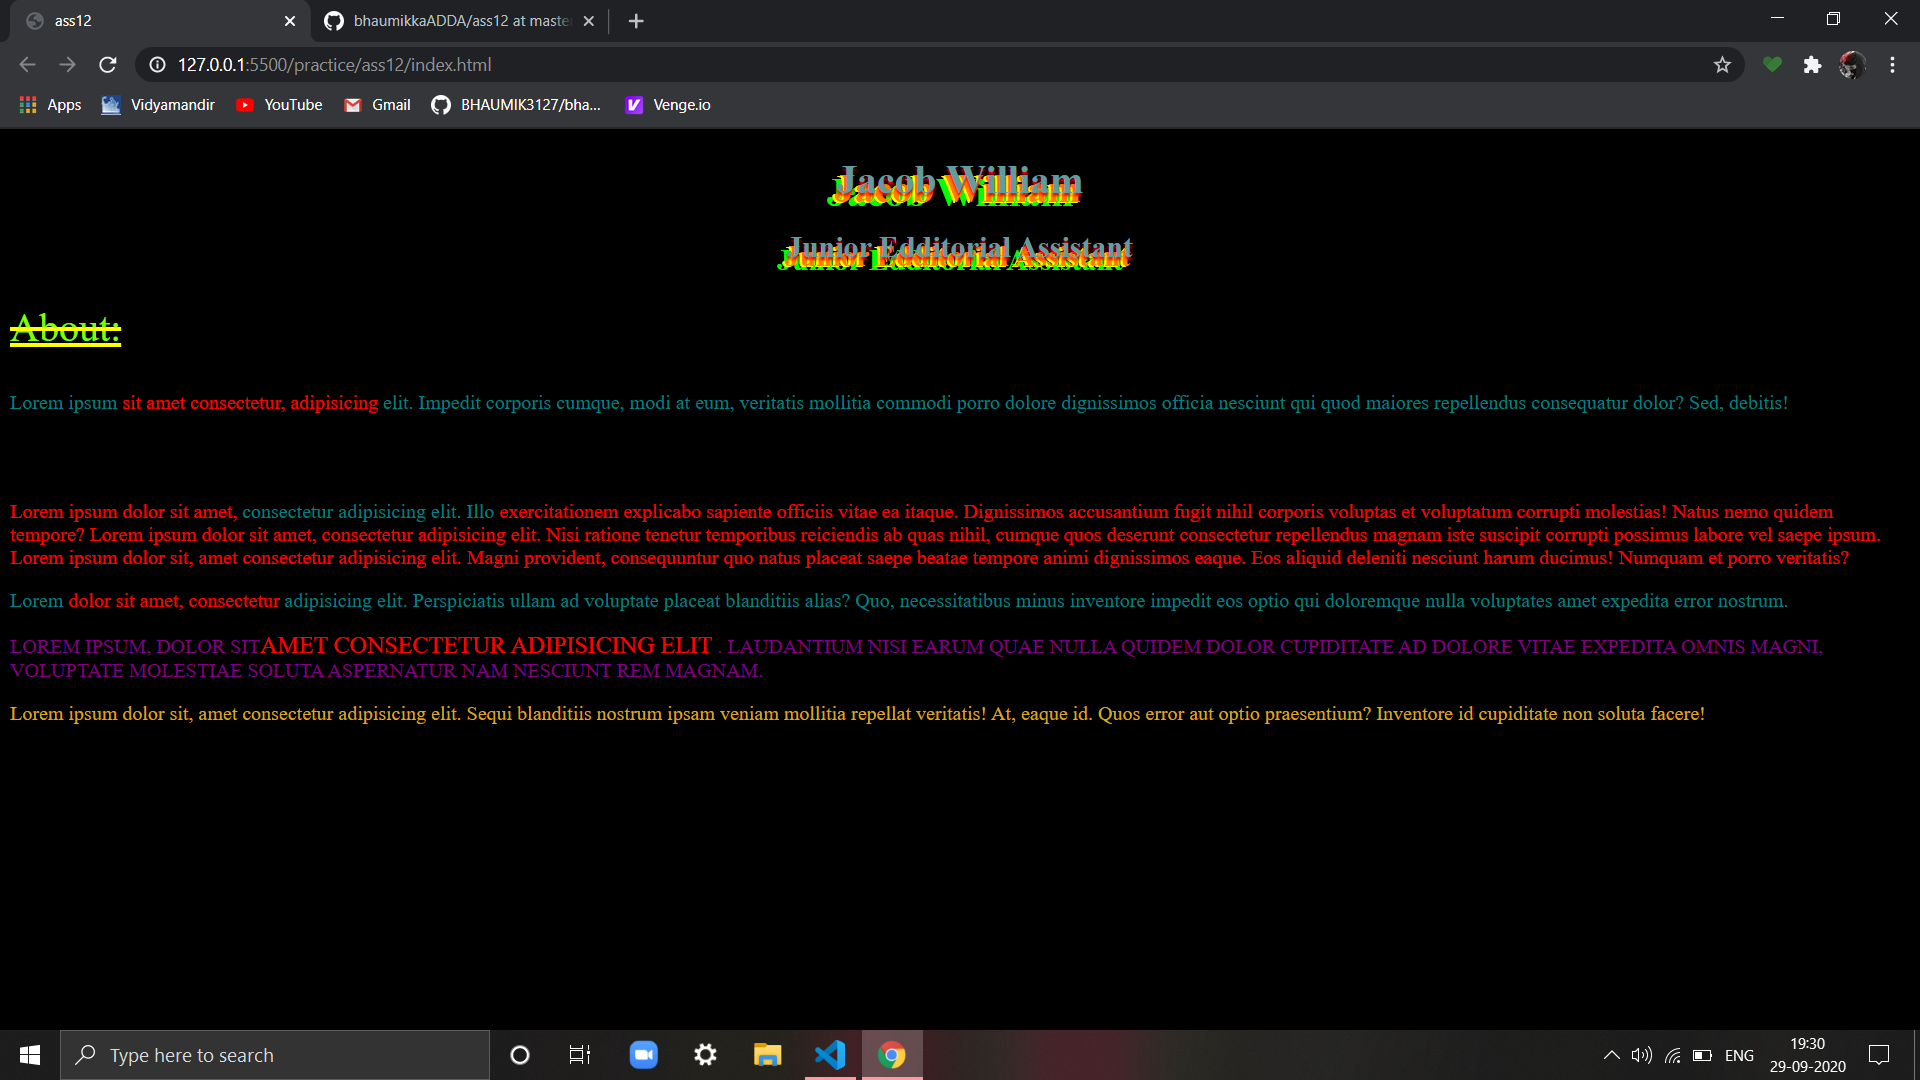 ass12
bhaumikkaADDA/ass12 at maste
127.0.0.1:5500/practice/ass12/index.html
Apps Vidyamandir YouTube Gmail BHAUMIK3127/bha... Venge.io
Jacob William
Junior Edditorial Assistant
About:
Lorem ipsum sit amet consectetur, adipisicing elit. Impedit corporis cumque, modi at eum, veritatis mollitia commodi porro dolore dignissimos officia nesciunt qui quod maiores repellendus consequatur dolor? Sed, debitis!
Lorem ipsum dolor sit amet, consectetur adipisicing elit. Illo exercitationem explicabo sapiente officiis vitae ea itaque. Dignissimos accusantium fugit nihil corporis voluptas et voluptatum corrupti molestias! Natus nemo quidem
tempore? Lorem ipsum dolor sit amet, consectetur adipisicing elit. Nisi ratione tenetur temporibus reiciendis ab quas nihil, cumque quos deserunt consectetur repellendus magnam iste suscipit corrupti possimus labore vel saepe ipsum.
Lorem ipsum dolor sit, amet consectetur adipisicing elit. Magni provident, consequuntur quo natus placeat saepe beatae tempore animi dignissimos eaque. Eos aliquid deleniti nesciunt harum ducimus! Numquam et porro veritatis?
Lorem dolor sit amet, consectetur adipisicing elit. Perspiciatis ullam ad voluptate placeat blanditiis alias? Quo, necessitatibus minus inventore impedit eos optio qui doloremque nulla voluptates amet expedita error nostrum.
LOREM IPSUM, DOLOR SITAMET CONSECTETUR ADIPISICING ELIT . LAUDANTIUM NISI EARUM QUAE NULLA QUIDEM DOLOR CUPIDITATE AD DOLORE VITAE EXPEDITA OMNIS MAGNI,
VOLUPTATE MOLESTIAE SOLUTA ASPERNATUR NAM NESCIUNT REM MAGNAM.
Lorem ipsum dolor sit, amet consectetur adipisicing elit. Sequi blanditiis nostrum ipsam veniam mollitia repellat veritatis! At, eaque id. Quos error aut optio praesentium? Inventore id cupiditate non soluta facere!
Type here to search
ENG
19:30
29-09-2020